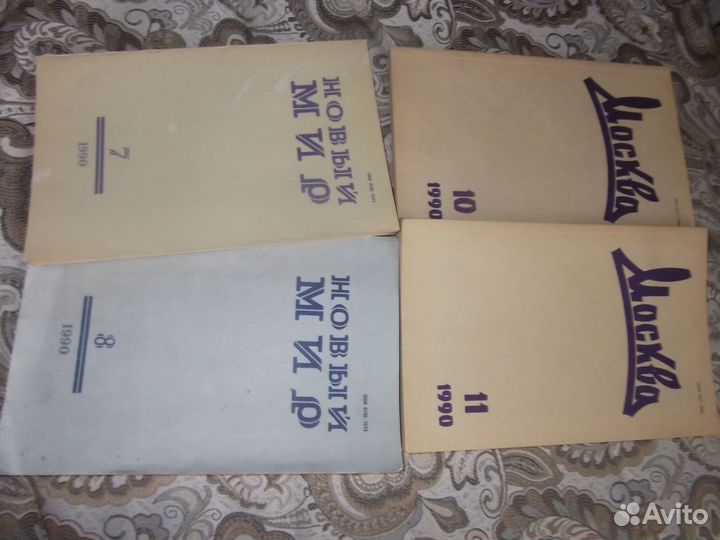 НОВЫЙ
МИР
7
1990
Москва
10
1990
НОВЫЙ
МИР
8
1990
Москва
11
1990
Avito